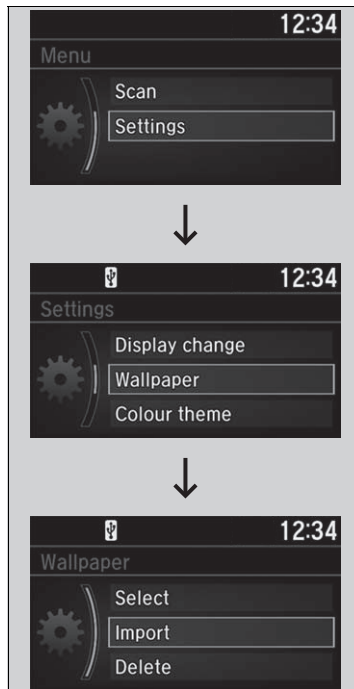 12:34
Menu
Scan
Settings
12:34
Settings
Display change
Wallpaper
Colour theme
12:34
Wallpaper
Select
Import
Delete